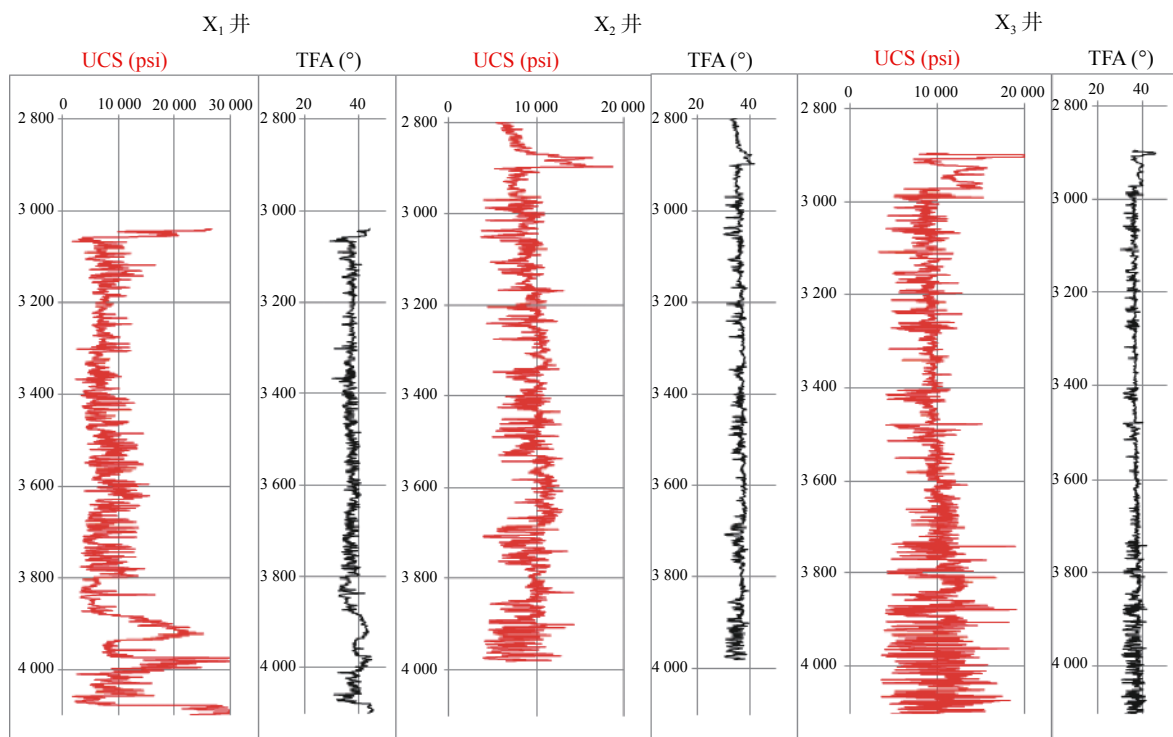 X₁ 井 X₂ 井 X₃ 井
UCS (psi) TFA (°) UCS (psi) TFA (°) UCS (psi) TFA (°)
0 10 000 20 000 30 000 20 40 0 10 000 20 000 20 40 0 10 000 20 000 20 40
2 800 2 800 2 800 2 800 2 800 2 800
3 000 3 000 3 000 3 000 3 000 3 000
3 200 3 200 3 200 3 200 3 200 3 200
3 400 3 400 3 400 3 400 3 400 3 400
3 600 3 600 3 600 3 600 3 600 3 600
3 800 3 800 3 800 3 800 3 800 3 800
4 000 4 000 4 000 4 000 4 000 4 000